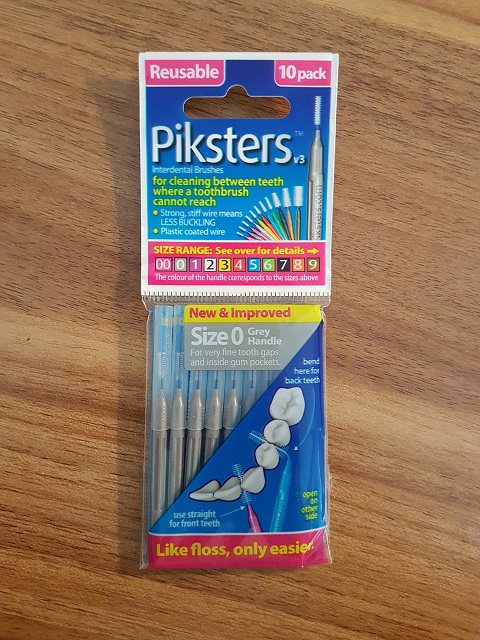 Reusable
10 pack
Piksters™ v3
Interdental Brushes
for cleaning between teeth
where a toothbrush
cannot reach
• Strong, stiff wire means
LESS BUCKLING
• Plastic coated wire
SIZE RANGE: See over for details →
00 0 1 2 3 4 5 6 7 8 9
The colour of the handle corresponds to the sizes above
New & Improved
Size 0 Grey
Handle
For very fine tooth gaps
and inside gum pockets.
bend
here for
back teeth
use straight
for front teeth
open
on
other
side
Like floss, only easier.